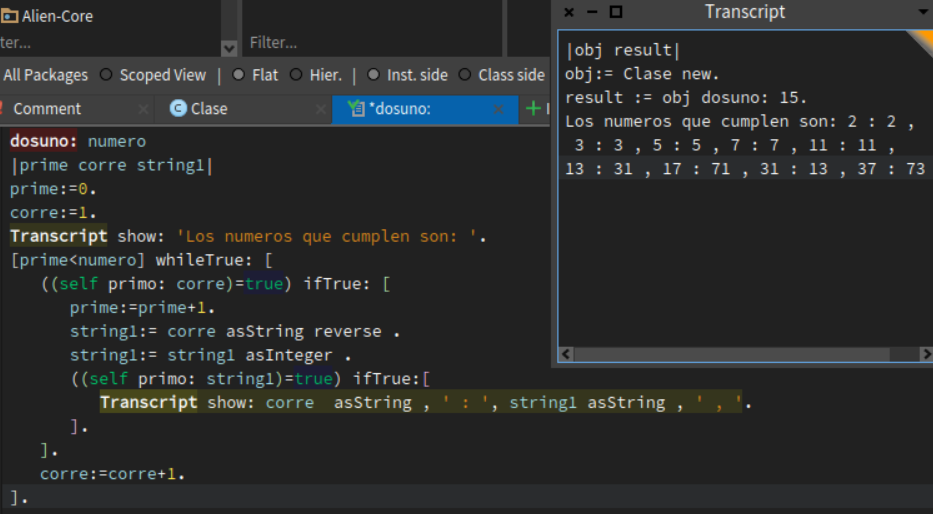 Alien-Core
ter...
Filter...
All Packages Scoped View | Flat Hier. | Inst. side Class side
Comment
Clase
*dosuno:
dosuno: numero
|prime corre string1|
prime:=0.
corre:=1.
Transcript show: 'Los numeros que cumplen son: '.
[prime<numero] whileTrue: [
((self primo: corre)=true) ifTrue: [
prime:=prime+1.
string1:= corre asString reverse .
string1:= string1 asInteger .
((self primo: string1)=true) ifTrue:[
Transcript show: corre  asString , ' : ', string1 asString , ' , '.
].
].
corre:=corre+1.
].
Transcript
|obj result|
obj:= Clase new.
result := obj dosuno: 15.
Los numeros que cumplen son: 2 : 2 ,
3 : 3 , 5 : 5 , 7 : 7 , 11 : 11 ,
13 : 31 , 17 : 71 , 31 : 13 , 37 : 73